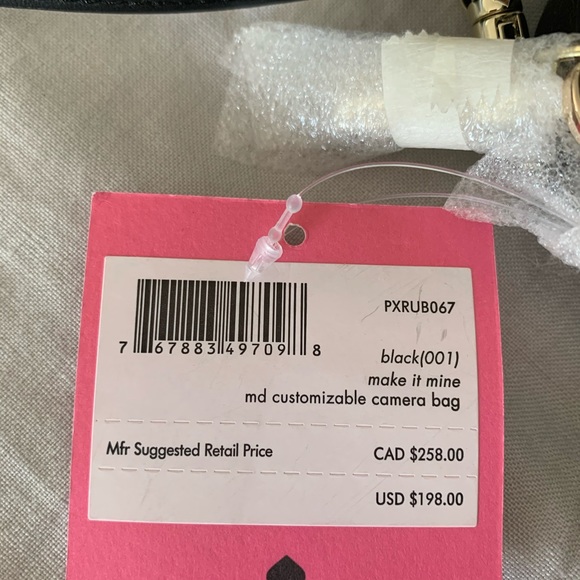 PXRUB067
7 67883 49709 8
black(001)
make it mine
md customizable camera bag
Mfr Suggested Retail Price CAD $258.00
USD $198.00